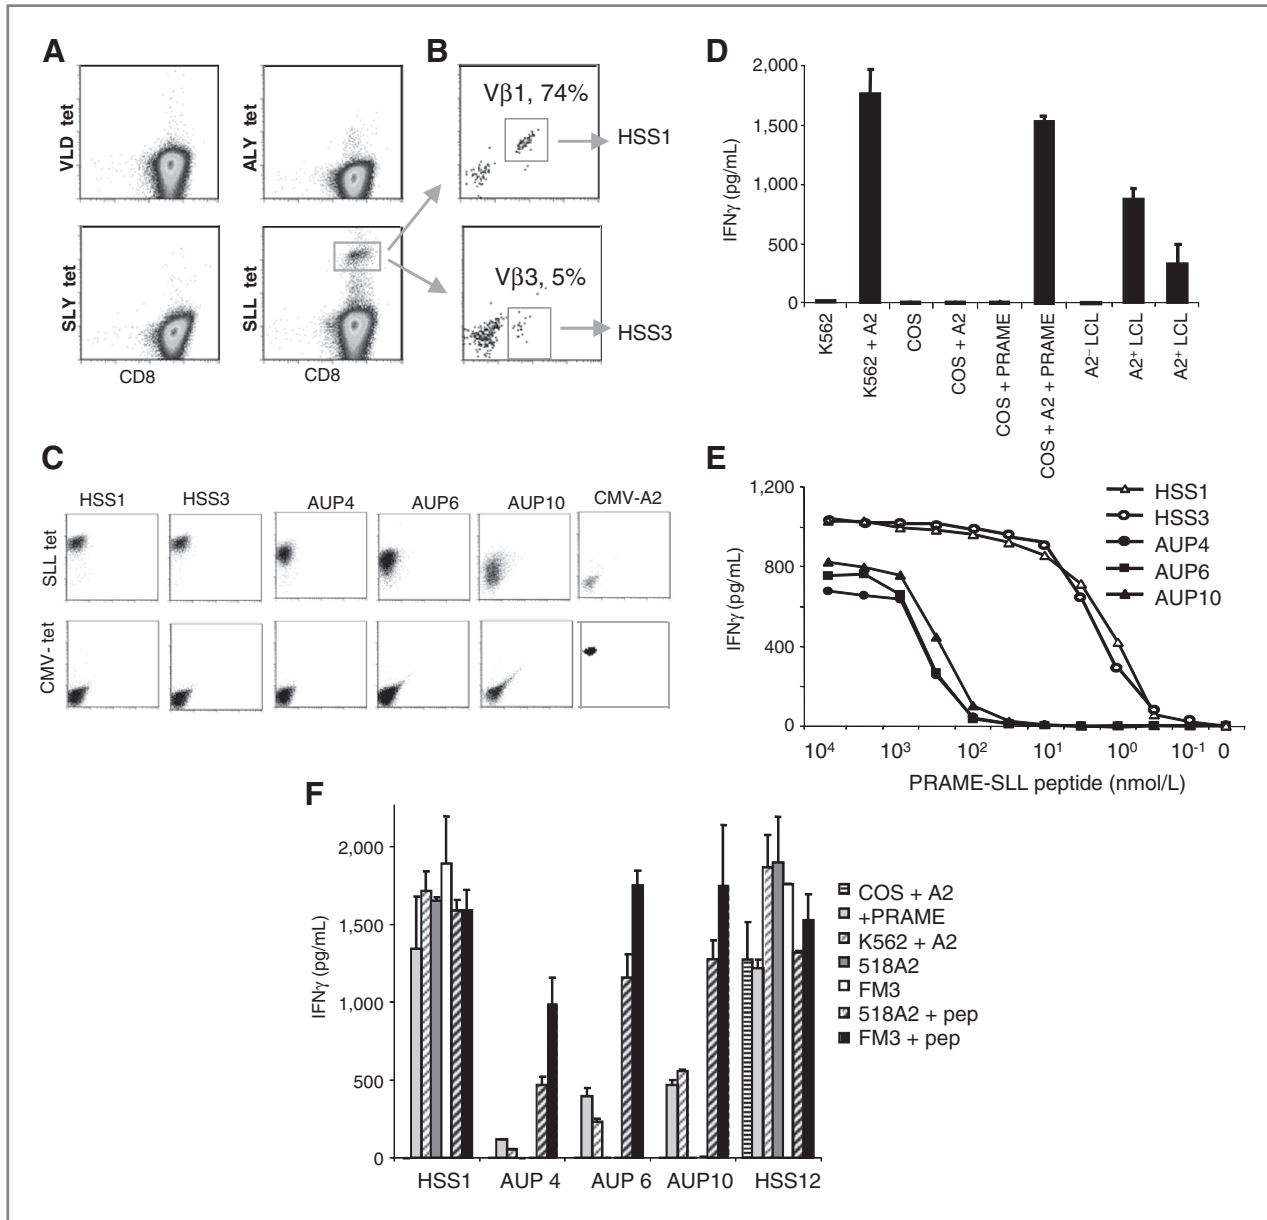 A
B
D
VLD tet
ALY tet
Vβ1, 74%
HSS1
SLY tet
SLL tet
Vβ3, 5%
HSS3
CD8
CD8
2,000
1,500
1,000
500
0
IFNγ (pg/mL)
K562
K562 + A2
COS
COS + A2
COS + PRAME
COS + A2 + PRAME
A2⁻ LCL
A2⁺ LCL
A2⁺ LCL
C
HSS1
HSS3
AUP4
AUP6
AUP10
CMV-A2
SLL tet
CMV-tet
E
1,200
800
400
0
IFNγ (pg/mL)
HSS1
HSS3
AUP4
AUP6
AUP10
10⁴ 10³ 10² 10¹ 10⁰ 10⁻¹ 0
PRAME-SLL peptide (nmol/L)
F
2,000
1,500
1,000
500
0
IFNγ (pg/mL)
HSS1 AUP 4 AUP 6 AUP10 HSS12
COS + A2
+PRAME
K562 + A2
518A2
FM3
518A2 + pep
FM3 + pep